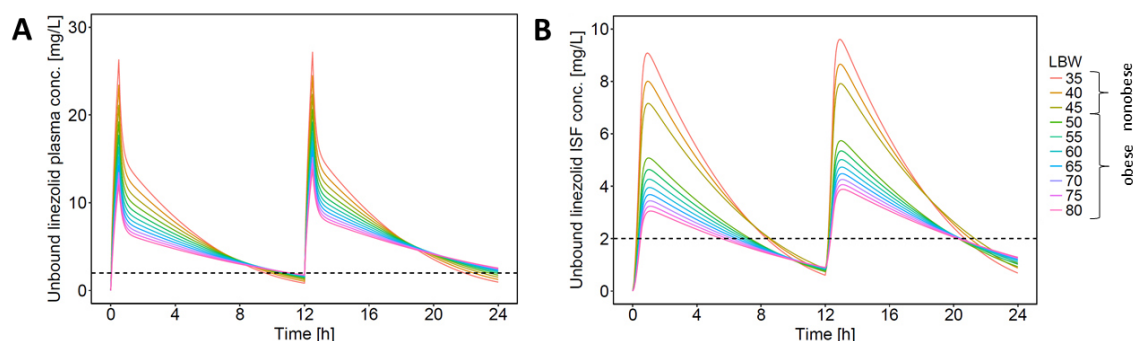 A
Unbound linezolid plasma conc. [mg/L]
30
20
10
0
0 4 8 12 16 20 24
Time [h]
B
Unbound linezolid ISF conc. [mg/L]
10
8
6
4
2
0
0 4 8 12 16 20 24
Time [h]
LBW
35
40
45
50
55
60
65
70
75
80
nonobese
obese